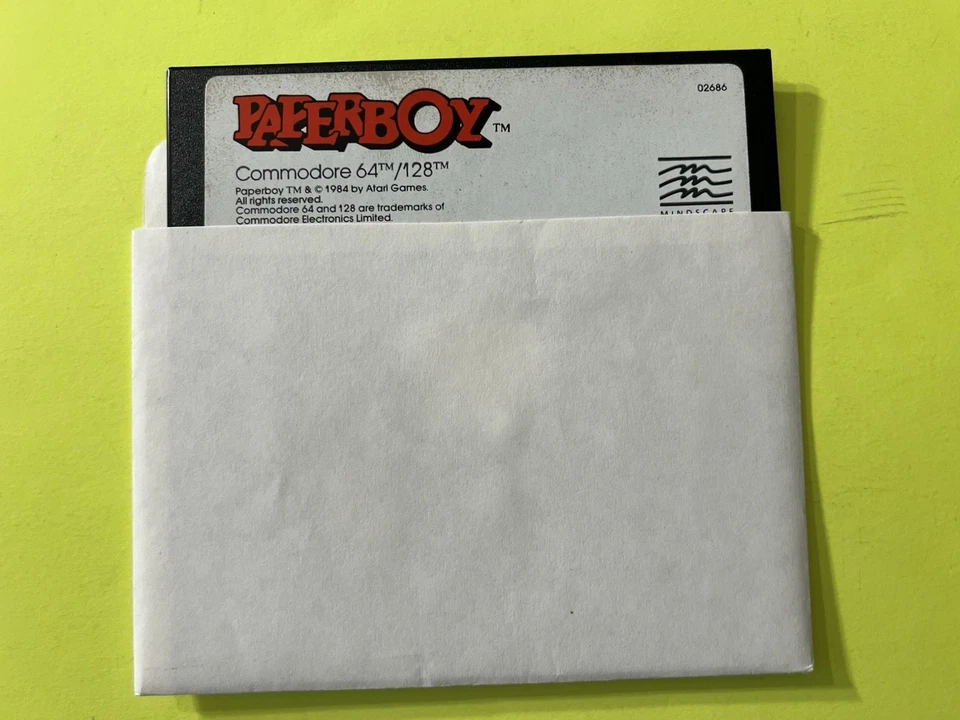 02686
PAPERBOY™
Commodore 64™/128™
Paperboy TM & © 1984 by Atari Games.
All rights reserved.
Commodore 64 and 128 are trademarks of
Commodore Electronics Limited.
MINDSCAPE